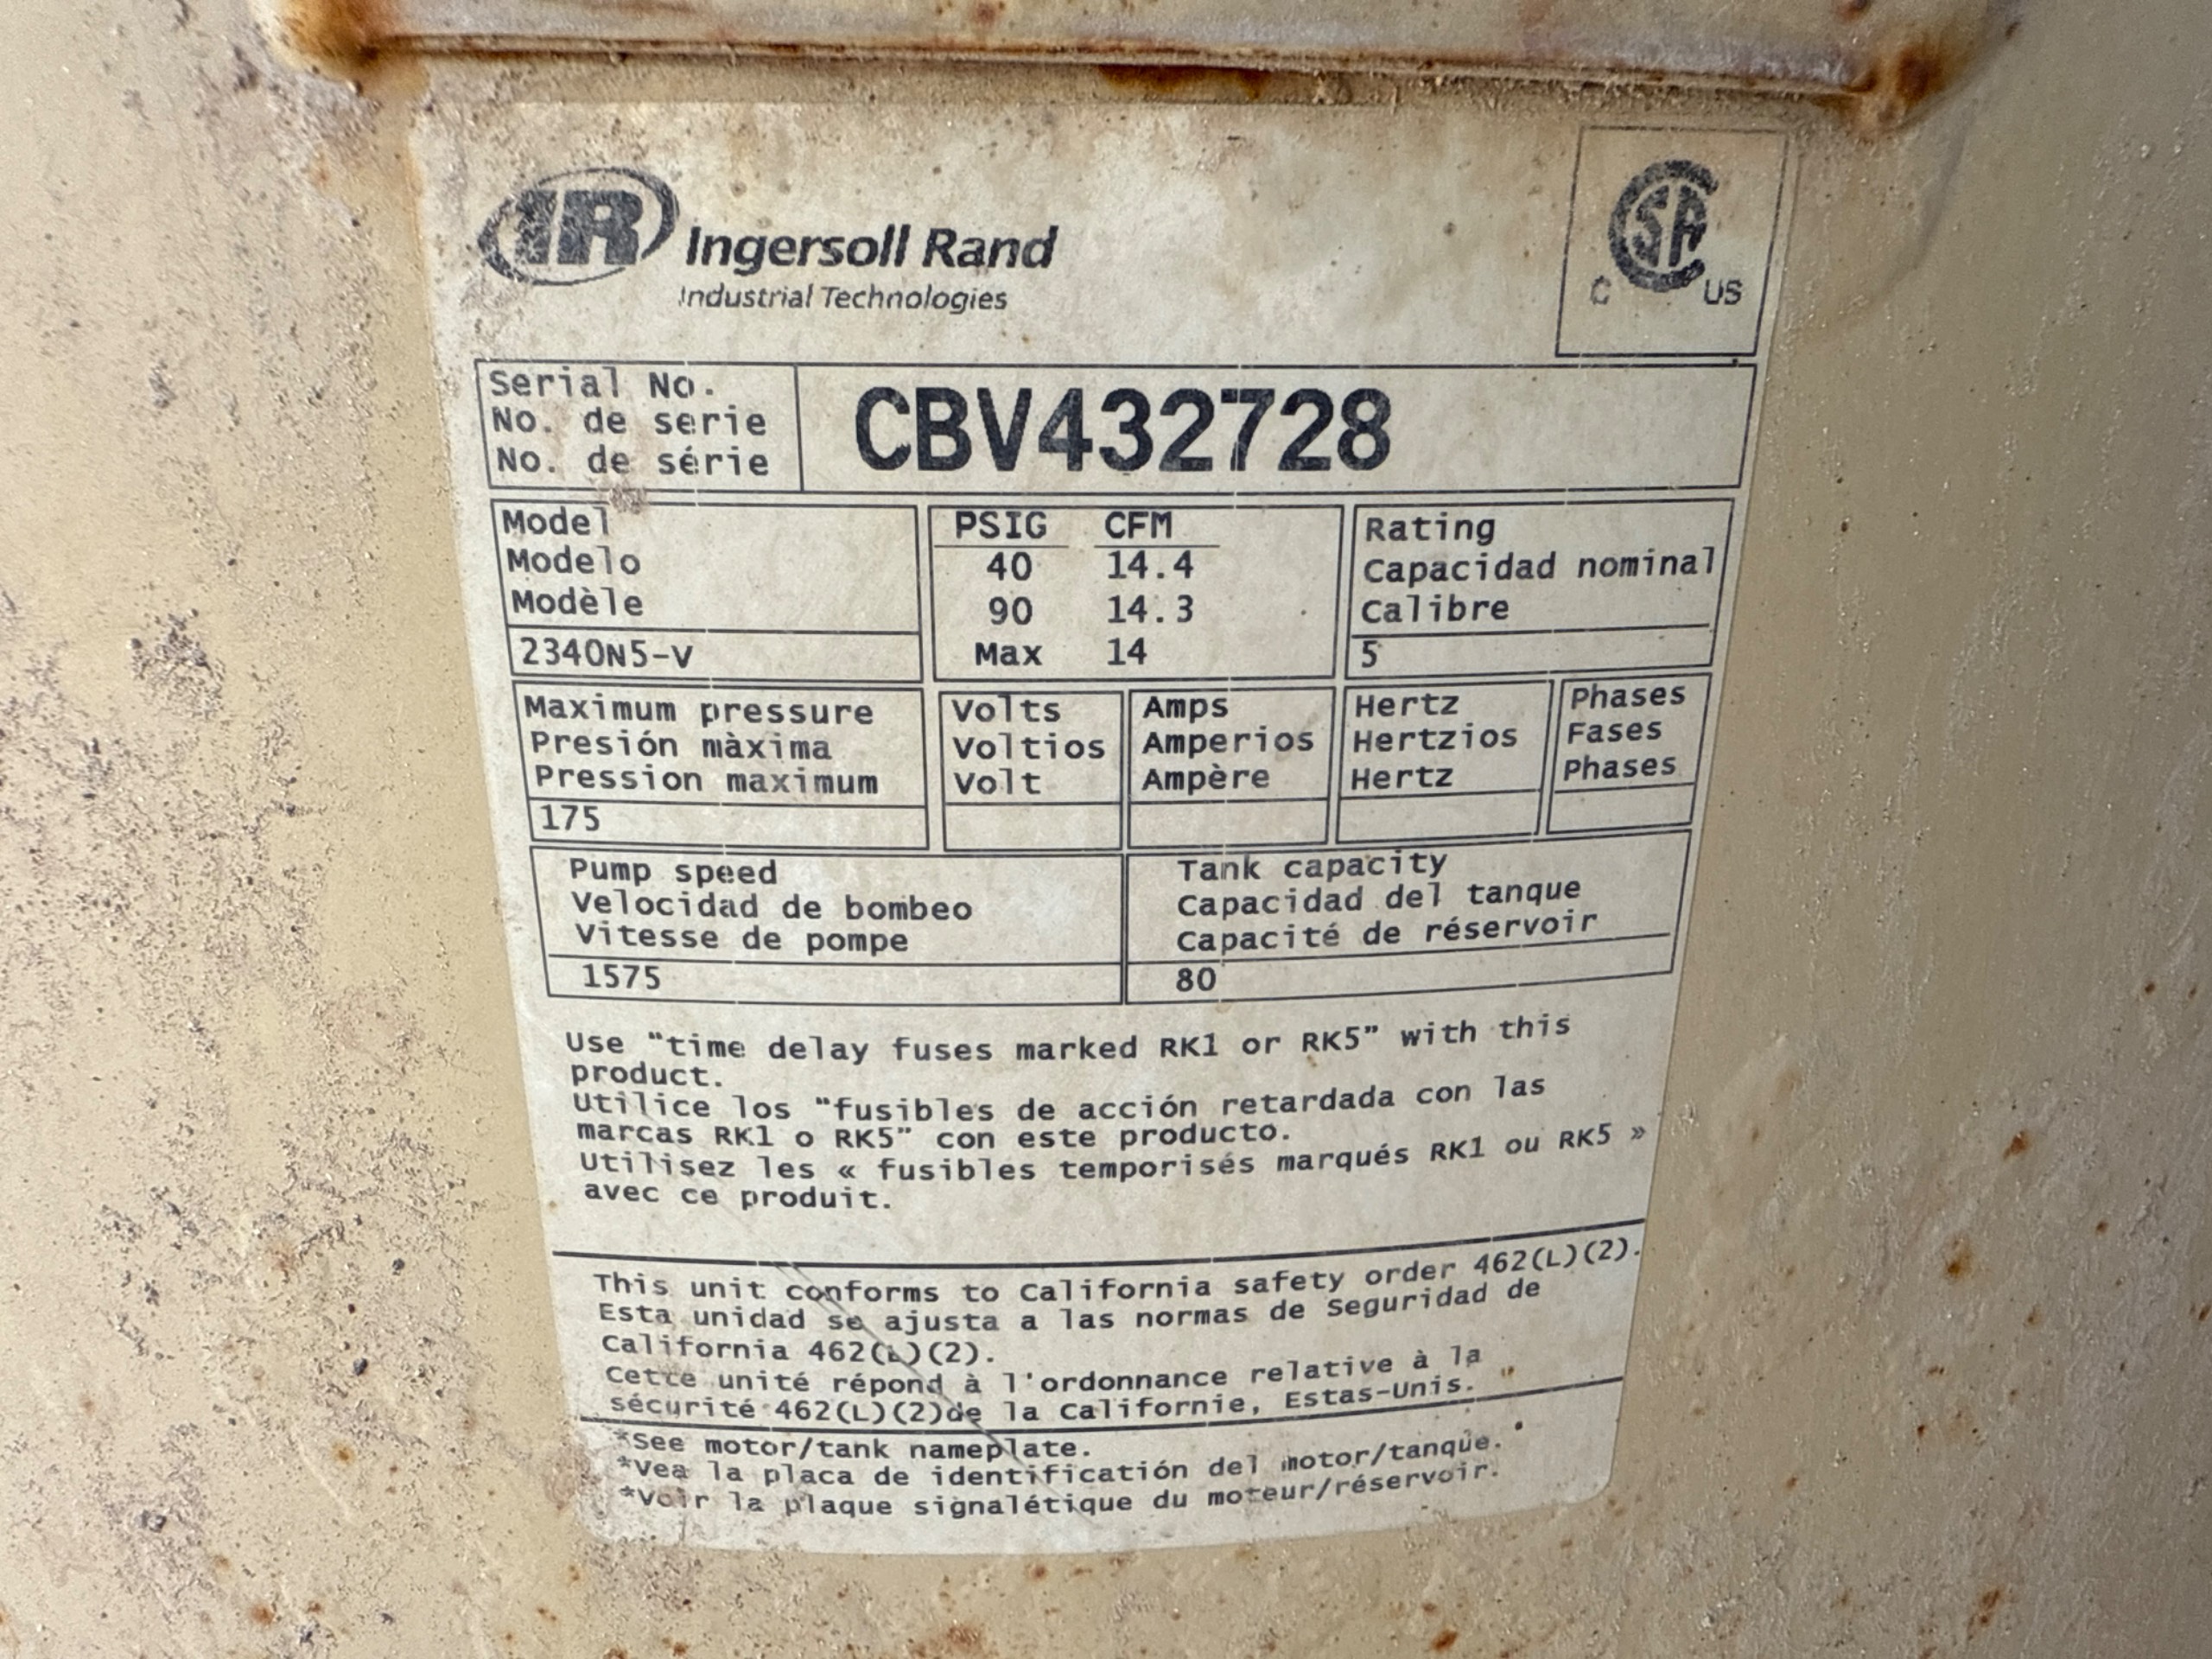 IR Ingersoll Rand
Industrial Technologies
CSA
C US
Serial No.
No. de serie
No. de série
CBV432728
Model
Modelo
Modèle
2340N5-V
PSIG CFM
40 14.4
90 14.3
Max 14
Rating
Capacidad nominal
Calibre
5
Maximum pressure
Presión màxima
Pression maximum
175
Volts
Voltios
Volt
Amps
Amperios
Ampère
Hertz
Hertzios
Hertz
Phases
Fases
Phases
Pump speed
Velocidad de bombeo
Vitesse de pompe
1575
Tank capacity
Capacidad del tanque
Capacité de réservoir
80
Use "time delay fuses marked RK1 or RK5" with this
product.
Utilice los "fusibles de acción retardada con las
marcas RK1 o RK5" con este producto.
Utilisez les « fusibles temporisés marqués RK1 ou RK5 »
avec ce produit.
This unit conforms to California safety order 462(L)(2).
Esta unidad se ajusta a las normas de Seguridad de
California 462(L)(2).
Cette unité répond à l'ordonnance relative à la
sécurité 462(L)(2)de la Californie, Estas-Unis.
*See motor/tank nameplate.
*Vea la placa de identificatión del motor/tanque.
*Voir la plaque signalétique du moteur/réservoir.